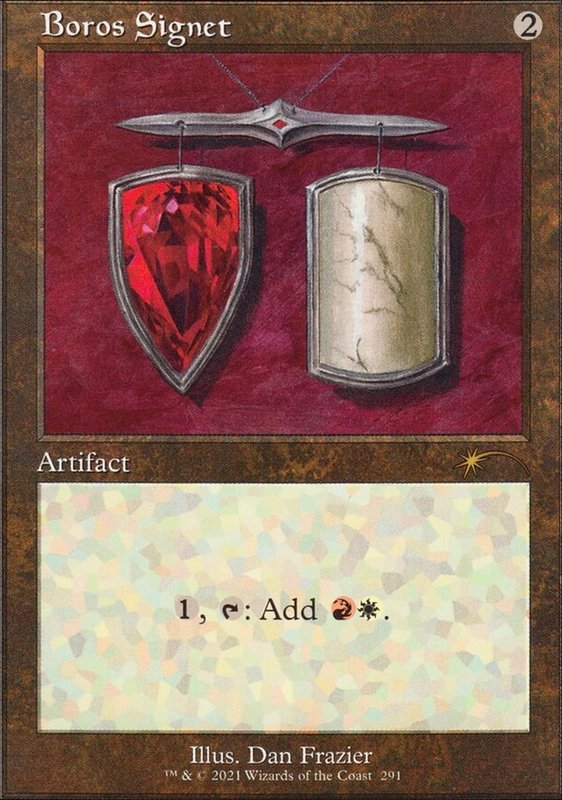 Boros Signet 2
Artifact
1, : Add .
Illus. Dan Frazier
™ & © 2021 Wizards of the Coast 291